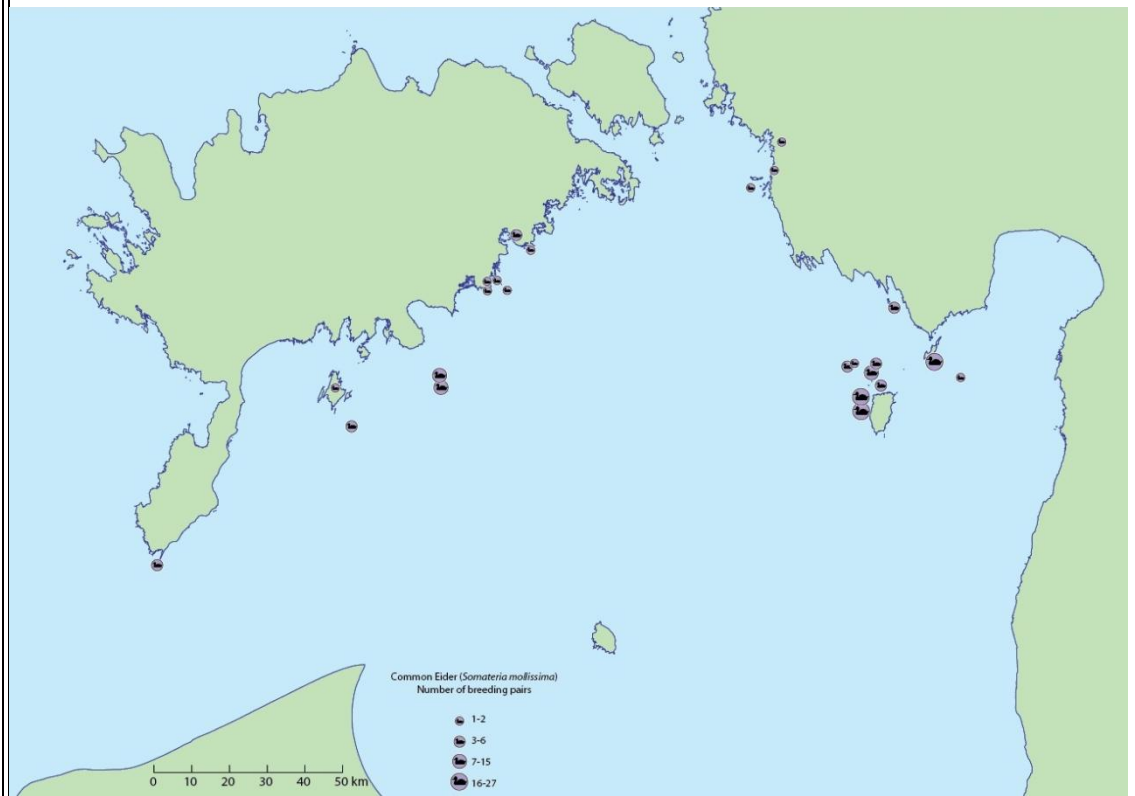 Common Eider (Somateria mollissima)
Number of breeding pairs
1-2
3-6
7-15
16-27
0 10 20 30 40 50 km